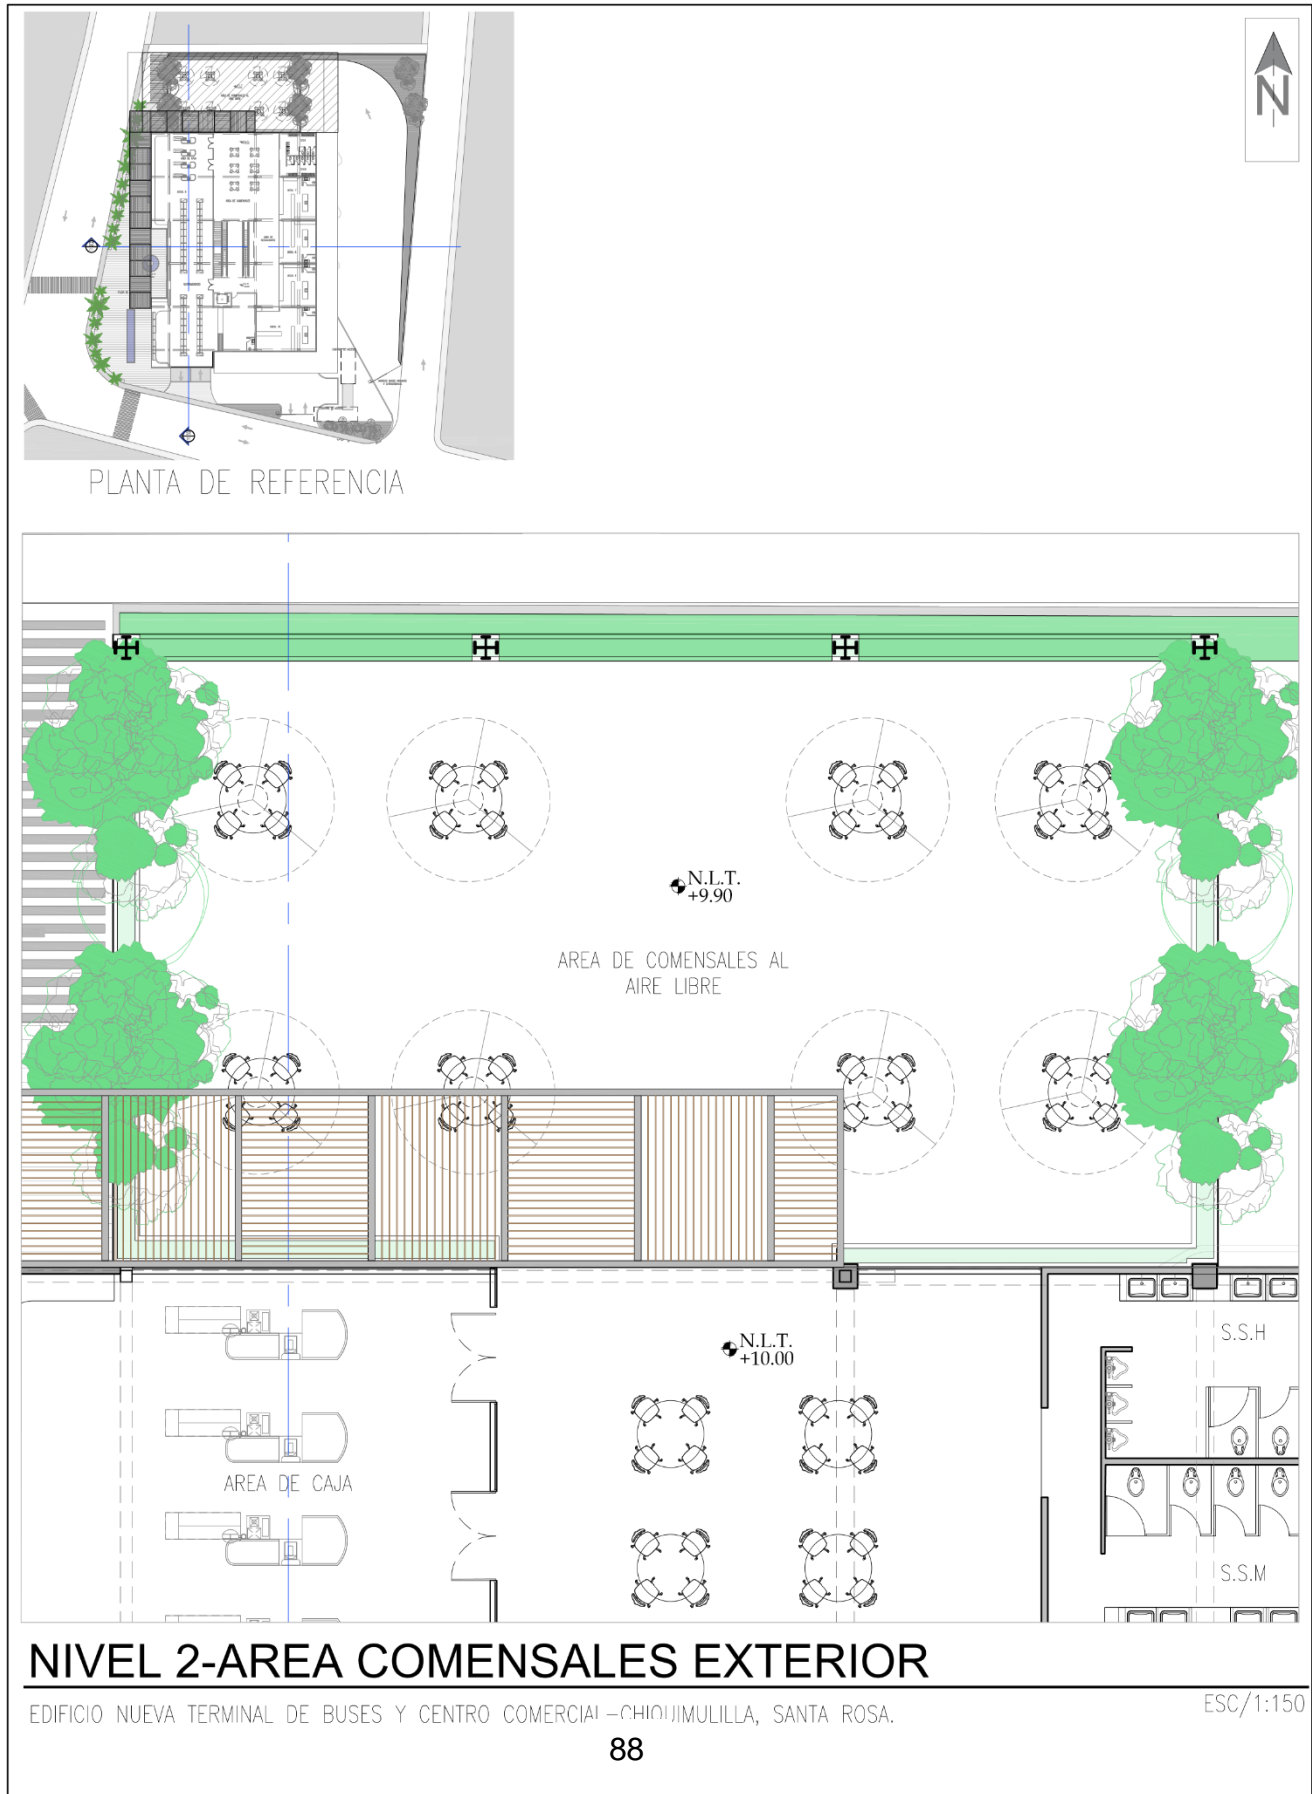 N
PLANTA DE REFERENCIA
N.L.T.
+9.90
AREA DE COMENSALES AL
AIRE LIBRE
N.L.T.
+10.00
S.S.H
AREA DE CAJA
S.S.M
NIVEL 2-AREA COMENSALES EXTERIOR
EDIFICIO NUEVA TERMINAL DE BUSES Y CENTRO COMERCIAL-CHIQUIMULILLA, SANTA ROSA.
ESC/1:150
88